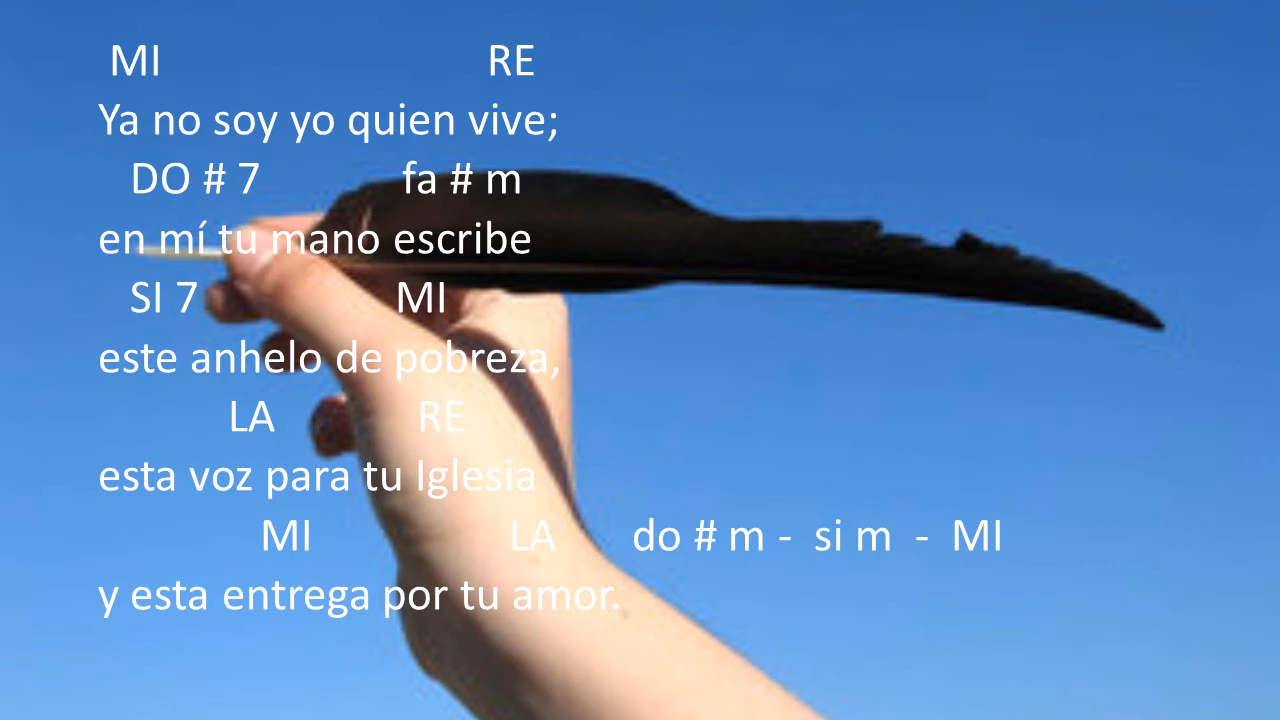 MI RE
Ya no soy yo quien vive;
DO # 7 fa # m
en mí tu mano escribe
SI 7 MI
este anhelo de pobreza,
LA RE
esta voz para tu Iglesia
MI LA do # m - si m - MI
y esta entrega por tu amor.